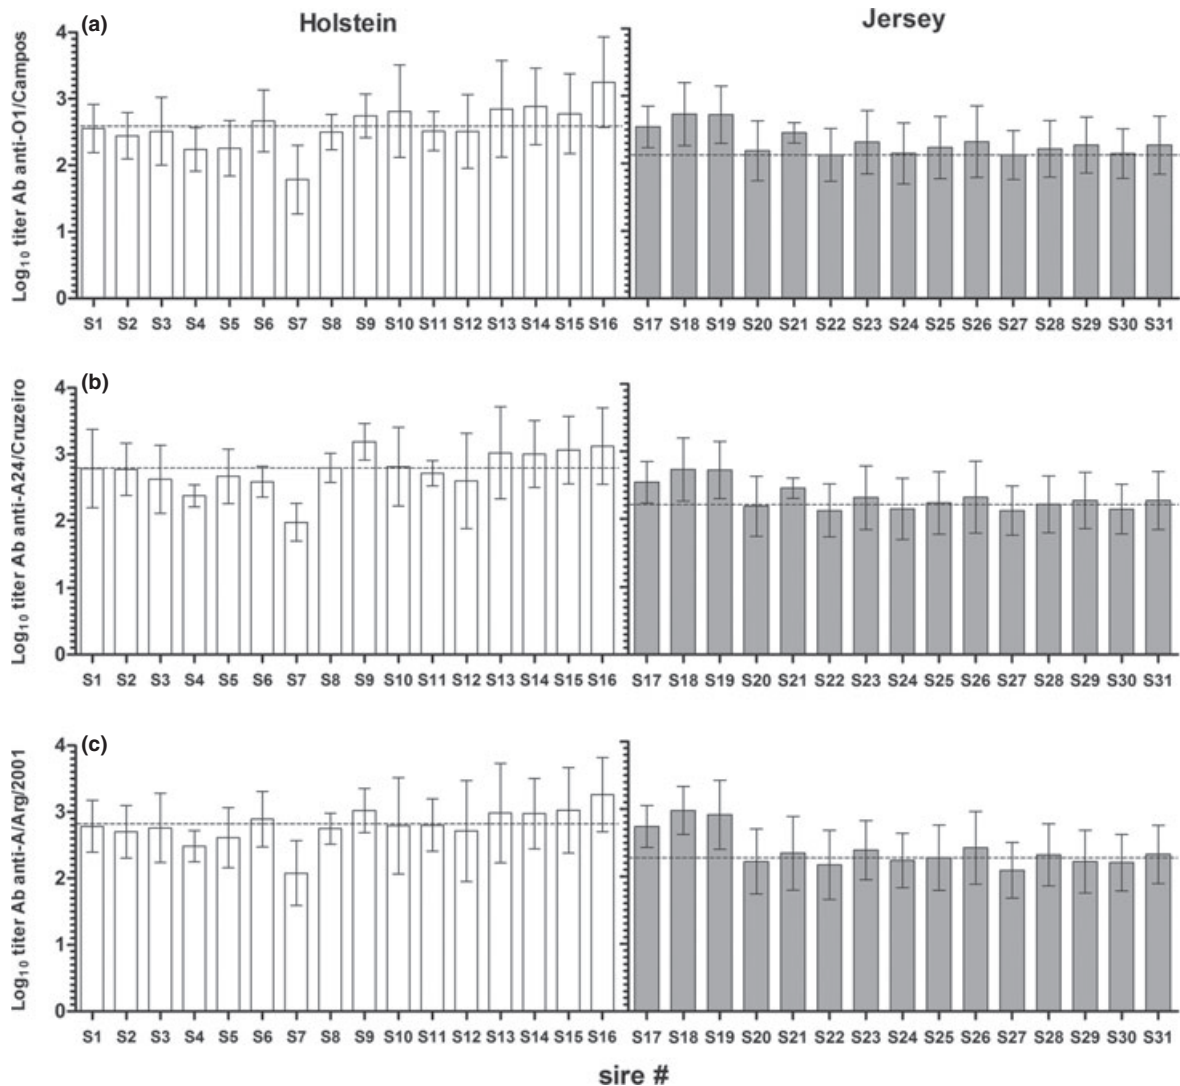 (a) Holstein Jersey
Log10 titer Ab anti-O1/Campos
4
3
2
1
0
S1 S2 S3 S4 S5 S6 S7 S8 S9 S10 S11 S12 S13 S14 S15 S16 S17 S18 S19 S20 S21 S22 S23 S24 S25 S26 S27 S28 S29 S30 S31
(b)
Log10 titer Ab anti-A24/Cruzeiro
4
3
2
1
0
S1 S2 S3 S4 S5 S6 S7 S8 S9 S10 S11 S12 S13 S14 S15 S16 S17 S18 S19 S20 S21 S22 S23 S24 S25 S26 S27 S28 S29 S30 S31
(c)
Log10 titer Ab anti-A/Arg/2001
4
3
2
1
0
S1 S2 S3 S4 S5 S6 S7 S8 S9 S10 S11 S12 S13 S14 S15 S16 S17 S18 S19 S20 S21 S22 S23 S24 S25 S26 S27 S28 S29 S30 S31
sire #